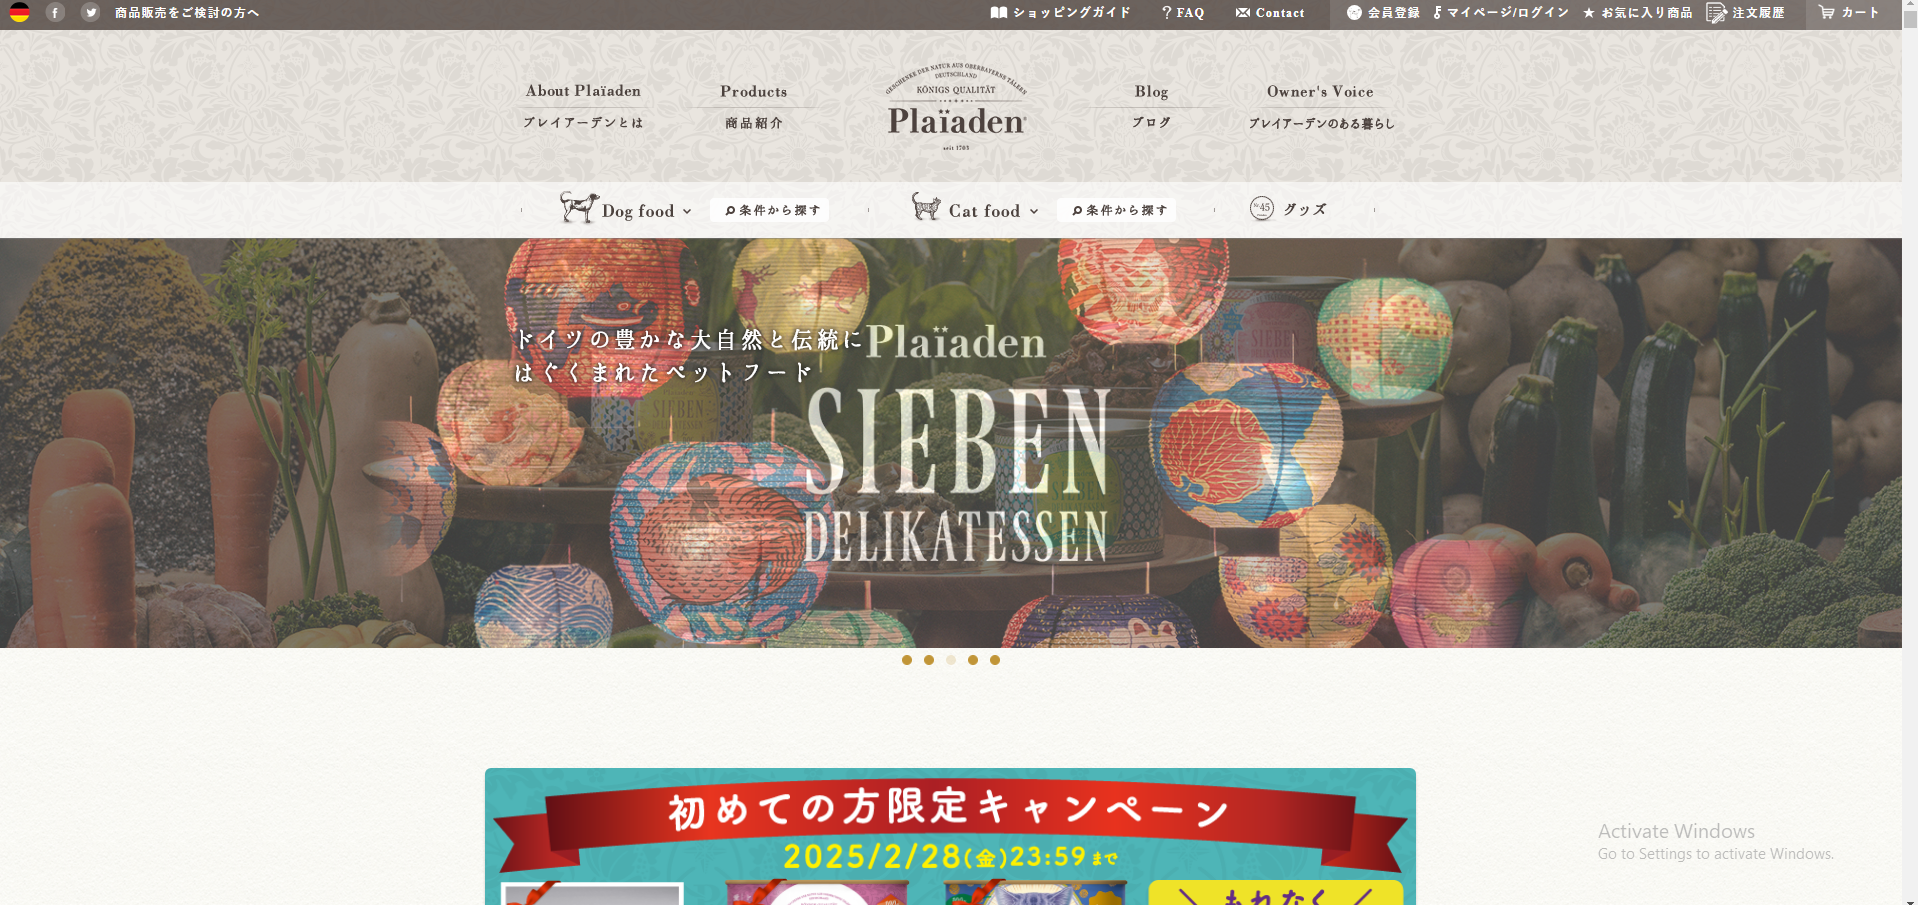 商品販売をご検討の方へ
ショッピングガイド
FAQ
Contact
会員登録
マイページ/ログイン
お気に入り商品
注文履歴
カート
About Plaïaden
プレイアーデンとは
Products
商品紹介
GESCHENKE DER NATUR AUS OBERBAYERNS TÄLERN
DEUTSCHLAND
KÖNIGS QUALITÄT
Plaïaden
seit 1705
Blog
ブログ
Owner's Voice
プレイアーデンのある暮らし
Dog food
条件から探す
Cat food
条件から探す
45
グッズ
ドイツの豊かな大自然と伝統に
はぐくまれたペットフード
Plaïaden
SIEBEN
DELIKATESSEN
SIEBEN
SIEBEN
初めての方限定キャンペーン
2025/2/28(金)23:59まで
もれなく
Activate Windows
Go to Settings to activate Windows.